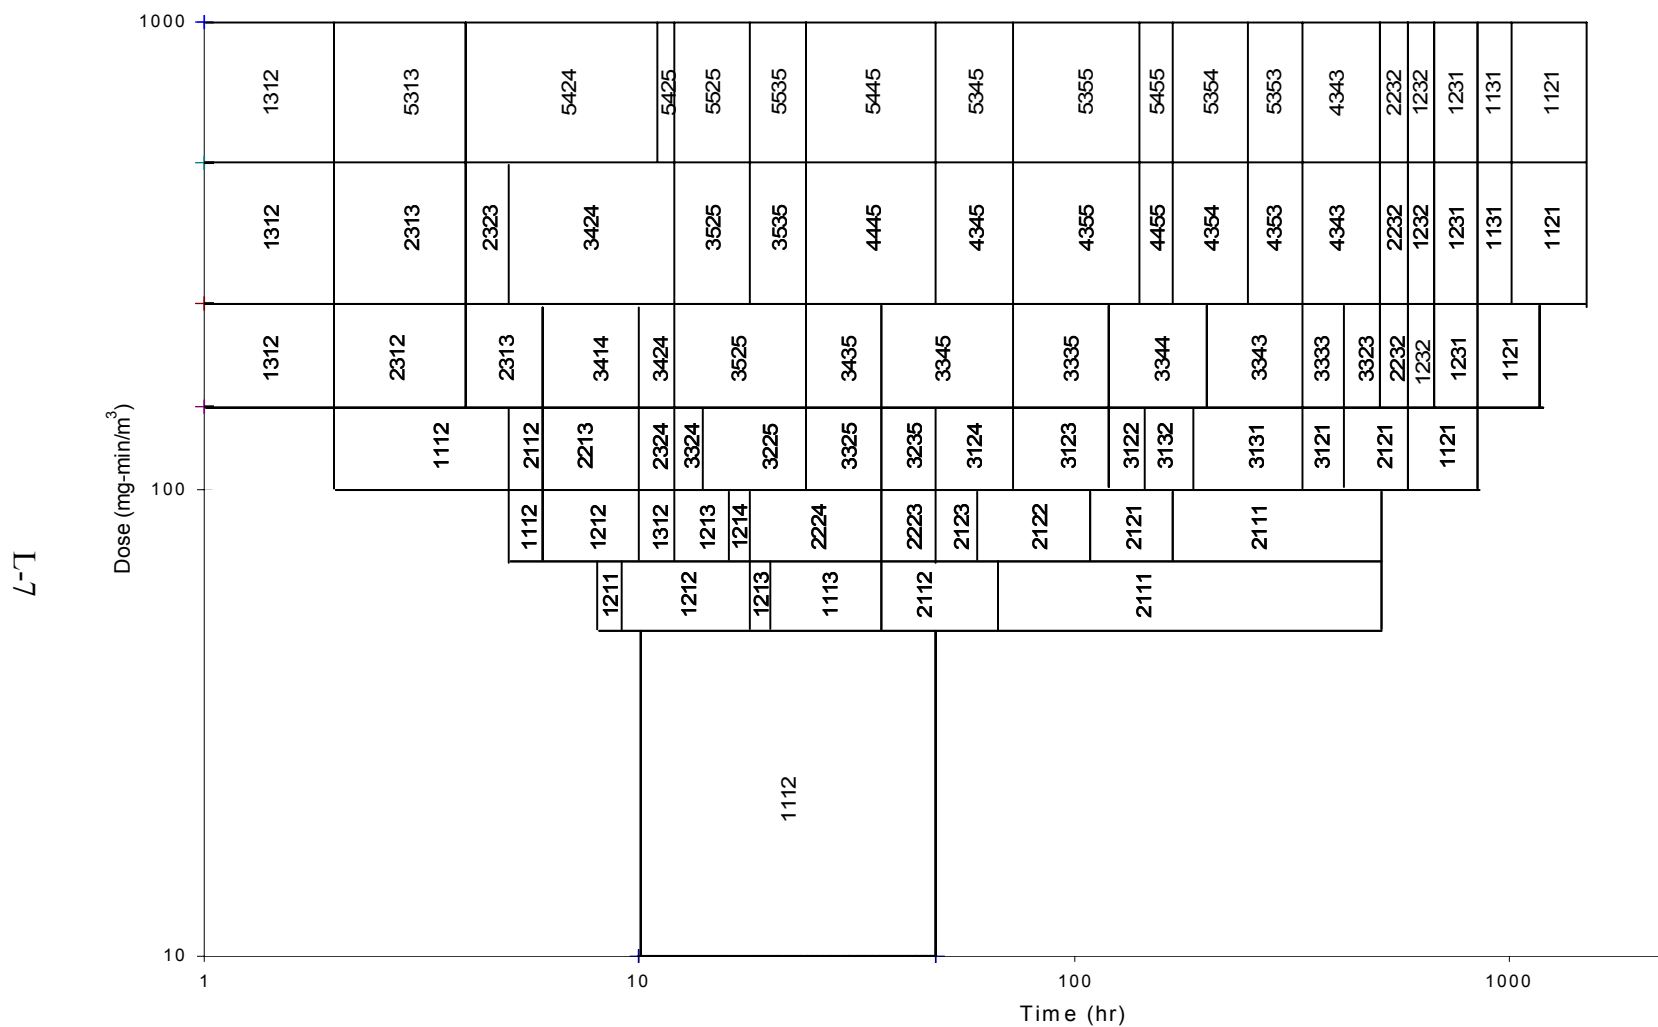 1000
1312 5313 5424 5425 5525 5535 5445 5345 5355 5455 5354 5353 4343 2232 1232 1231 1131 1121
1312 2313 2323 3424 3525 3535 4445 4345 4355 4455 4354 4353 4343 2232 1232 1231 1131 1121
1312 2312 2313 3414 3424 3525 3435 3345 3335 3344 3343 3333 3323 2232 1232 1231 1121
1112 2112 2213 2324 3324 3225 3325 3235 3124 3123 3122 3132 3131 3121 2121 1121
100
1112 1212 1312 1213 1214 2224 2223 2123 2122 2121 2111
1211 1212 1213 1113 2112 2111
1112
10
Dose (mg-min/m³)
L-7
1 10 100 1000
Time (hr)